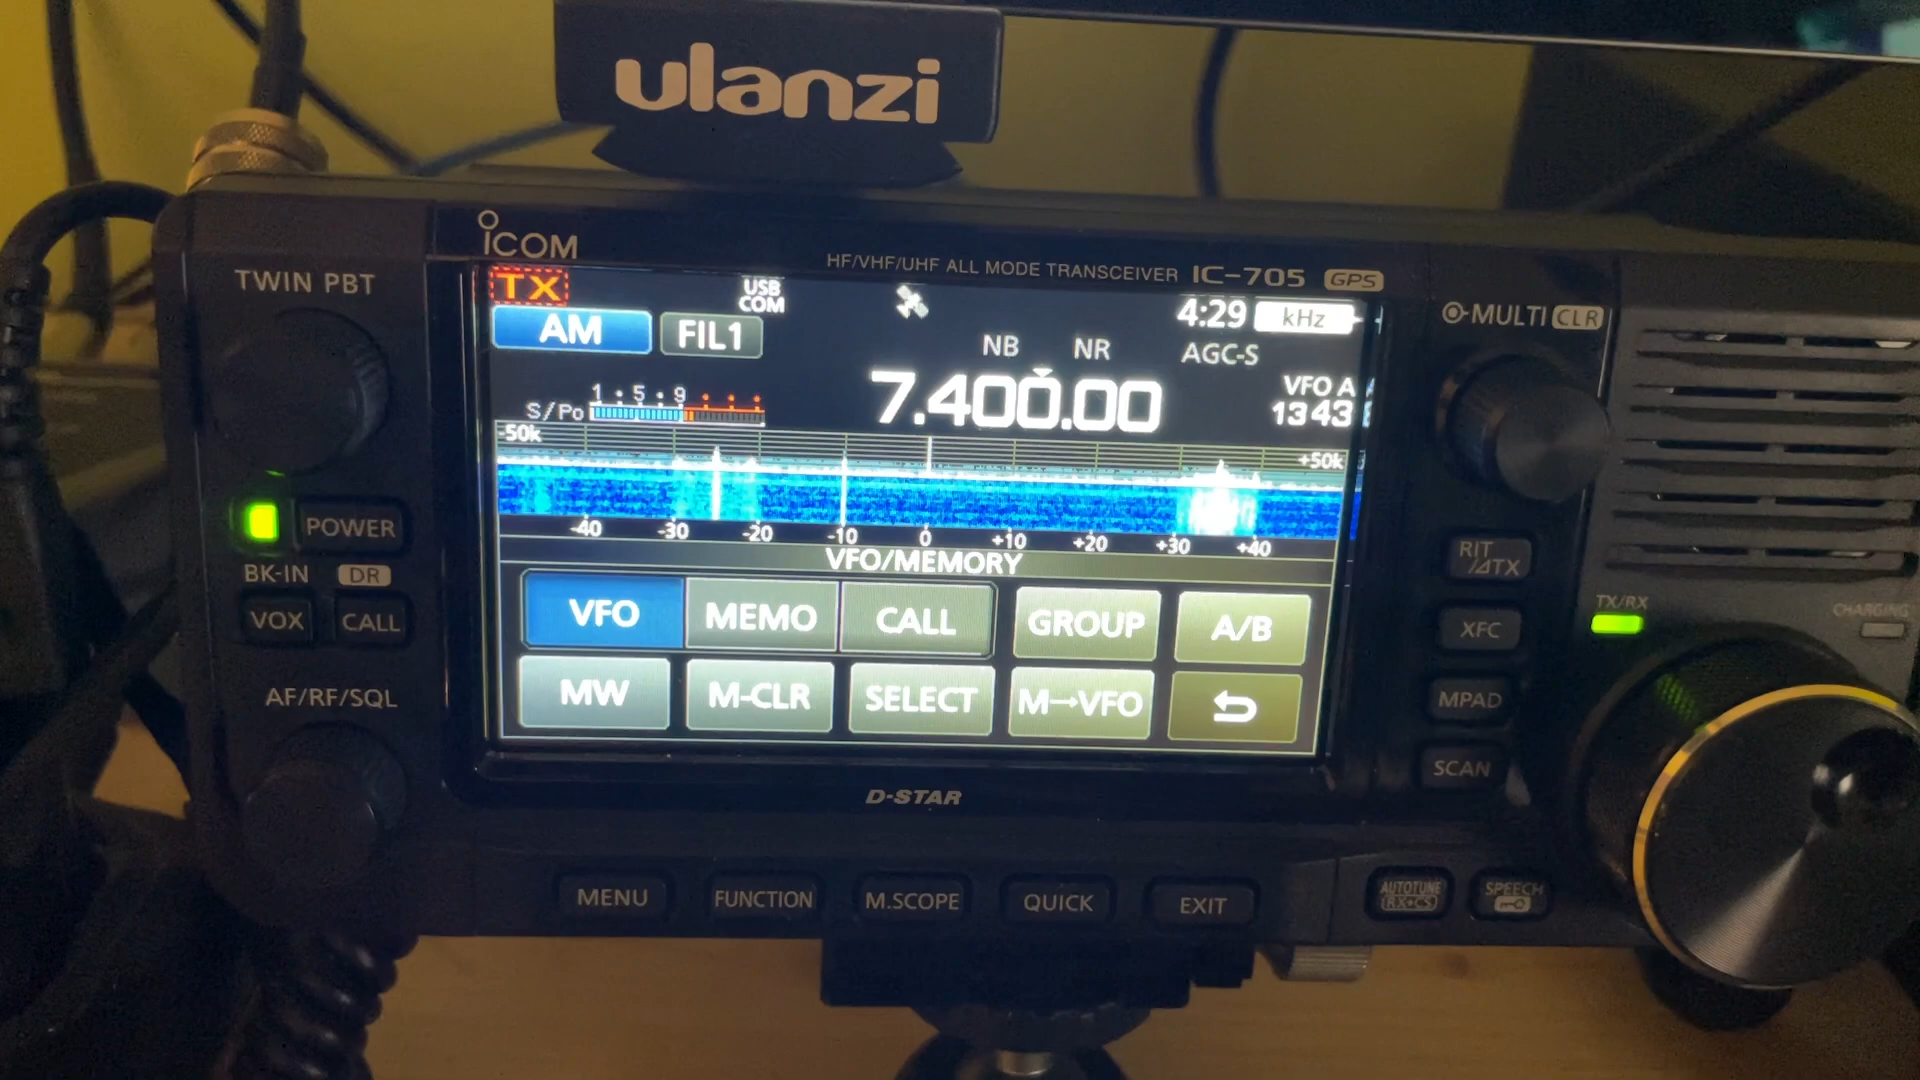 ulanzi
ICOM
HF/VHF/UHF ALL MODE TRANSCEIVER IC-705 GPS
TWIN PBT
MULTI CLR
TX
USB
COM
4:29
kHz
AM
FIL1
NB
NR
AGC-S
7.400.00
VFO A
1343
S/Po
1 • 5 • 9
-50k
+50k
-40 -30 -20 -10 0 +10 +20 +30 +40
VFO/MEMORY
VFO MEMO CALL GROUP A/B
MW M-CLR SELECT M→VFO
POWER
BK-IN DR
VOX CALL
AF/RF/SQL
RIT
/⊿TX
TX/RX
CHARGING
XFC
MPAD
SCAN
D-STAR
MENU FUNCTION M.SCOPE QUICK EXIT
AUTOTUNE
RX→CS
SPEECH